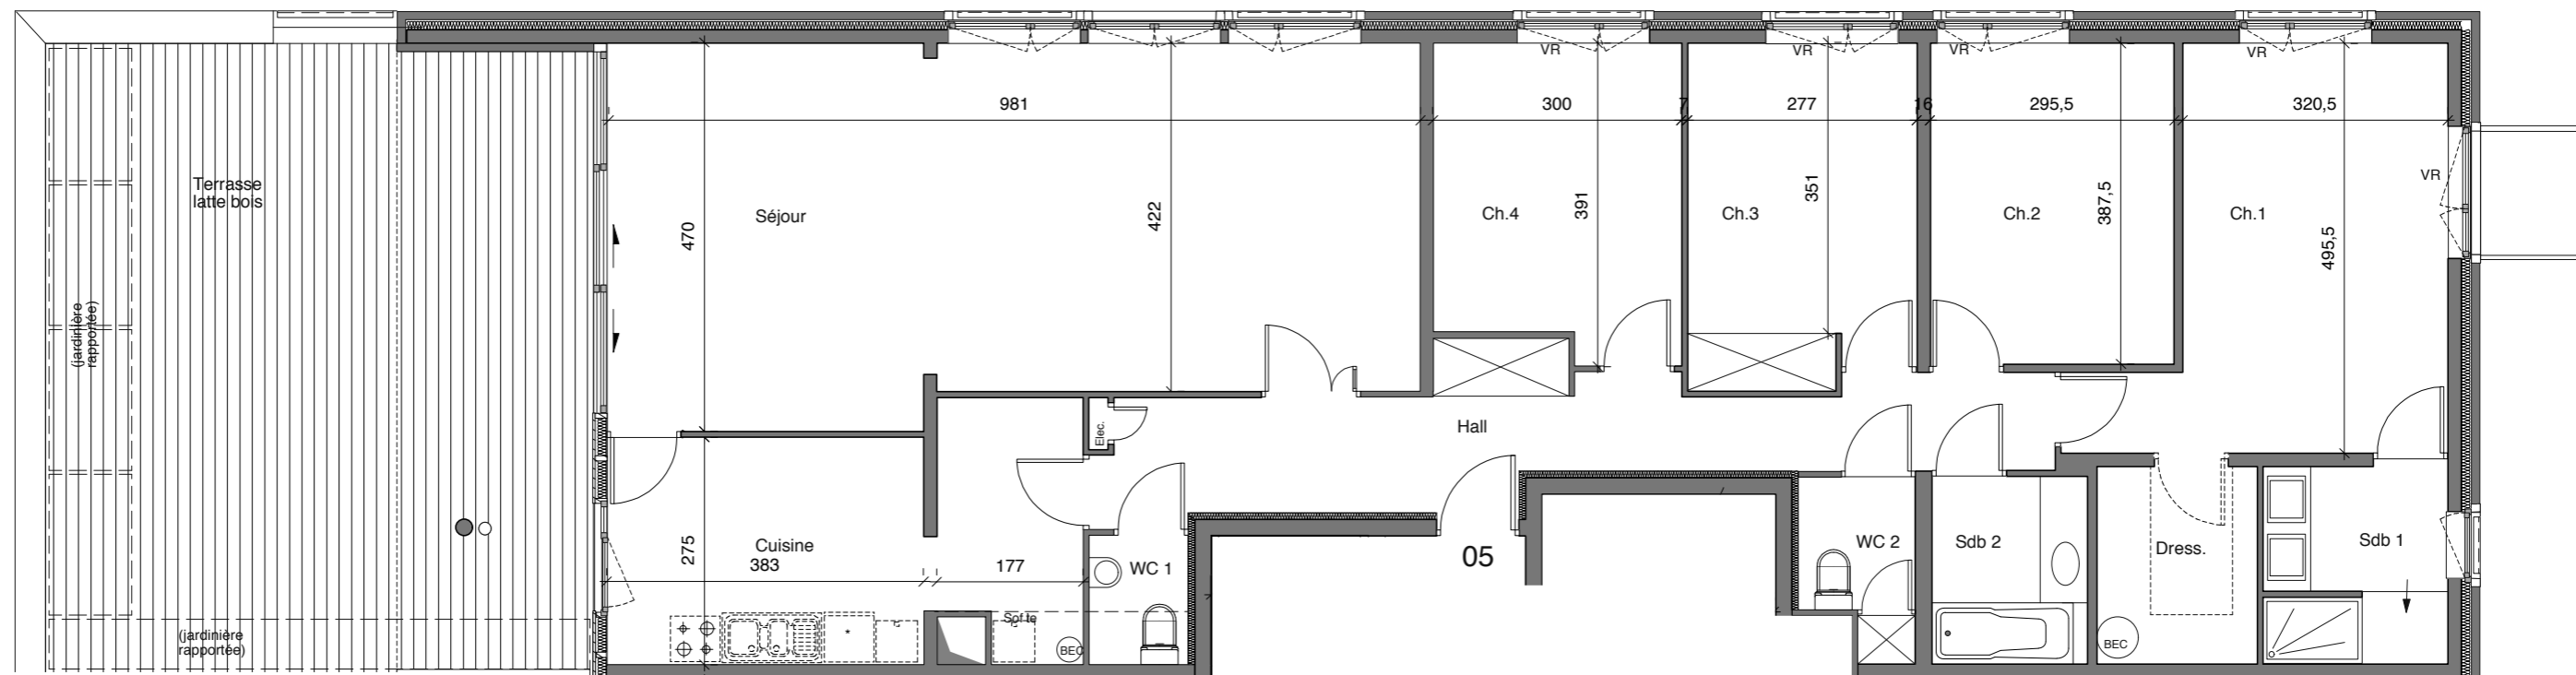 VR
VR
VR
VR
981
300
7
277
16
295,5
320,5
VR
Terrasse
latte bois
Séjour
470
422
Ch.4
391
Ch.3
351
Ch.2
387,5
Ch.1
495,5
(jardinière
rapportée)
Elec.
Hall
Cuisine
275
383
177
WC 1
05
WC 2
Sdb 2
Dress.
Sdb 1
(jardinière
rapportée)
*
BEC
BEC